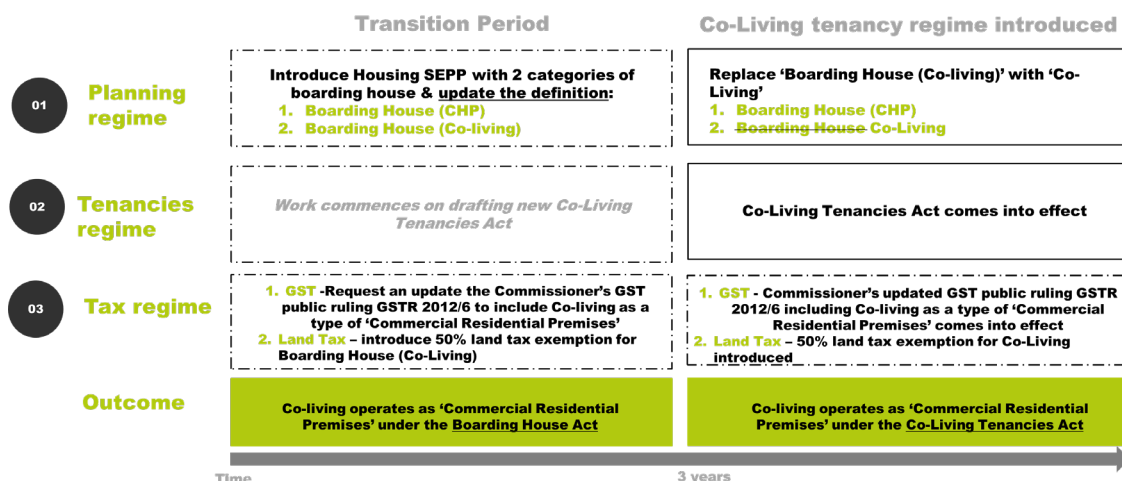 Transition Period
Co-Living tenancy regime introduced
01
Planning
regime
Introduce Housing SEPP with 2 categories of
boarding house & update the definition:
1. Boarding House (CHP)
2. Boarding House (Co-living)
Replace ‘Boarding House (Co-living)’ with ‘Co-
Living’
1. Boarding House (CHP)
2. Boarding House Co-Living
02
Tenancies
regime
Work commences on drafting new Co-Living
Tenancies Act
Co-Living Tenancies Act comes into effect
03
Tax regime
1. GST -Request an update the Commissioner’s GST
public ruling GSTR 2012/6 to include Co-living as a
type of ‘Commercial Residential Premises’
2. Land Tax – introduce 50% land tax exemption for
Boarding House (Co-Living)
1. GST - Commissioner’s updated GST public ruling GSTR
2012/6 including Co-living as a type of ‘Commercial
Residential Premises’ comes into effect
2. Land Tax – 50% land tax exemption for Co-Living
introduced
Outcome
Co-living operates as ‘Commercial Residential
Premises’ under the Boarding House Act
Co-living operates as ‘Commercial Residential
Premises’ under the Co-Living Tenancies Act
Time
3 years